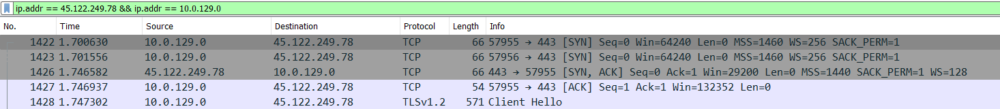 ip.addr == 45.122.249.78 && ip.addr == 10.0.129.0
No. Time Source Destination Protocol Length Info
1422 1.700630 10.0.129.0 45.122.249.78 TCP 66 57955 → 443 [SYN] Seq=0 Win=64240 Len=0 MSS=1460 WS=256 SACK_PERM=1
1423 1.701556 10.0.129.0 45.122.249.78 TCP 66 57956 → 443 [SYN] Seq=0 Win=64240 Len=0 MSS=1460 WS=256 SACK_PERM=1
1426 1.746582 45.122.249.78 10.0.129.0 TCP 66 443 → 57955 [SYN, ACK] Seq=0 Ack=1 Win=29200 Len=0 MSS=1440 SACK_PERM=1 WS=128
1427 1.746937 10.0.129.0 45.122.249.78 TCP 54 57955 → 443 [ACK] Seq=1 Ack=1 Win=132352 Len=0
1428 1.747302 10.0.129.0 45.122.249.78 TLSv1.2 571 Client Hello